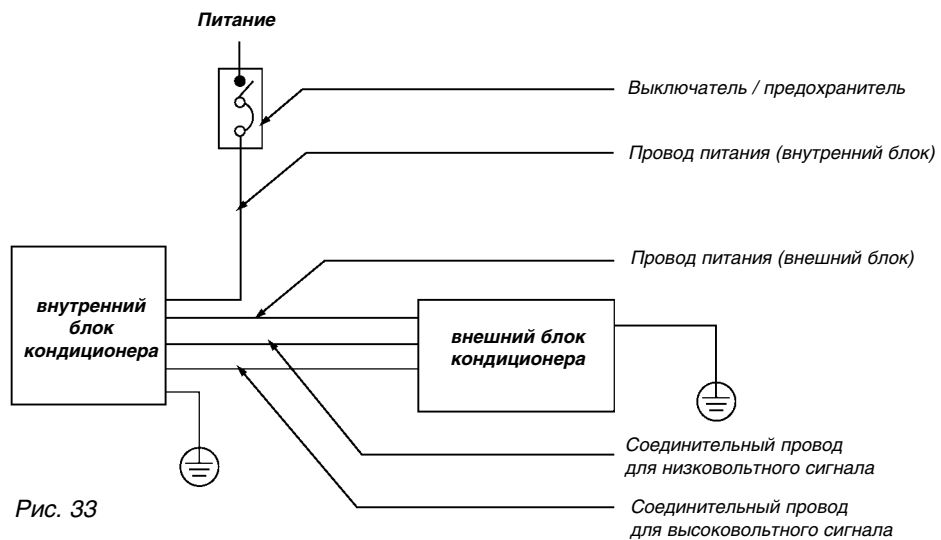 Питание
Выключатель / предохранитель
Провод питания (внутренний блок)
Провод питания (внешний блок)
внутренний
блок
кондиционера
внешний блок
кондиционера
Соединительный провод
для низковольтного сигнала
Соединительный провод
для высоковольтного сигнала
Рис. 33